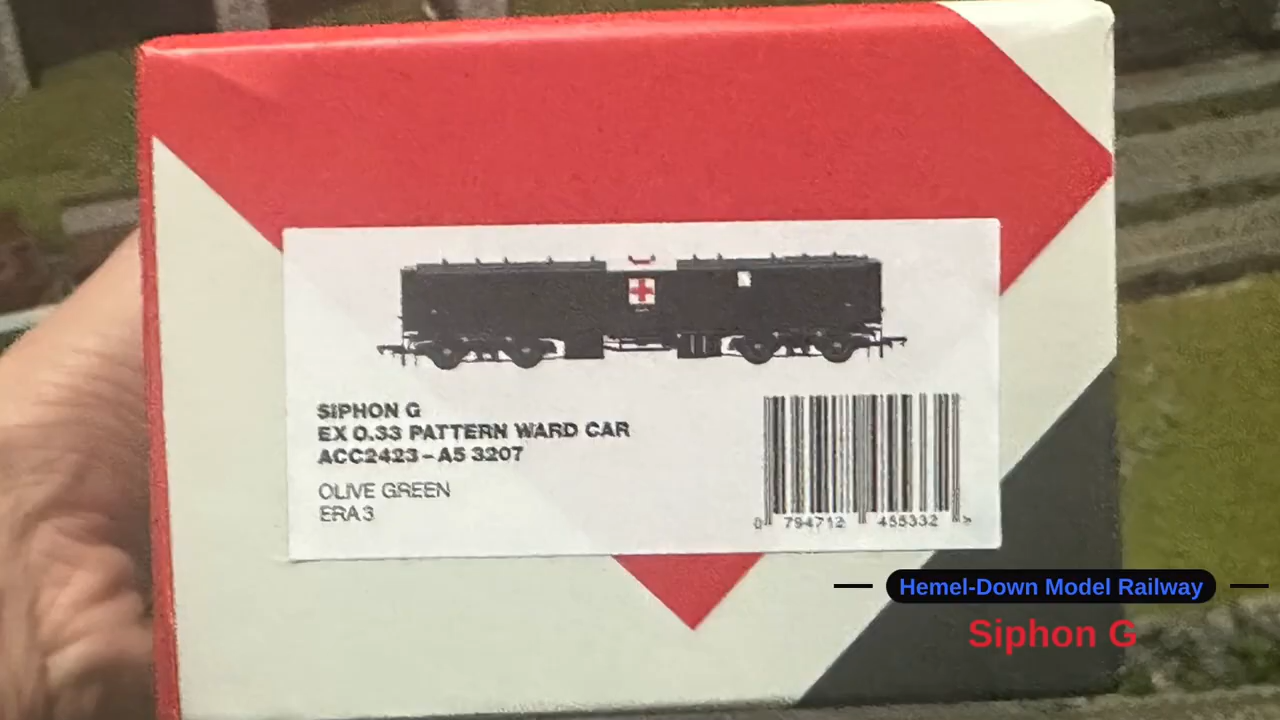 SIPHON G
EX 0.33 PATTERN WARD CAR
ACC2423 - A5 3207
OLIVE GREEN
ERA 3
0 794712 455332 >
Hemel-Down Model Railway
Siphon G